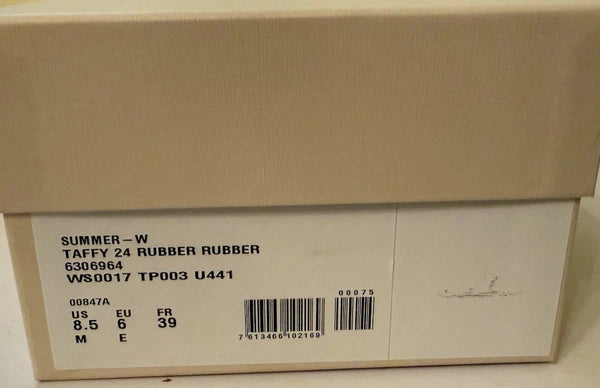 SUMMER-W
TAFFY 24 RUBBER RUBBER
6306964
WS0017 TP003 U441
00075
00847A
US EU FR
8.5 6 39
M E
7 613466 102169